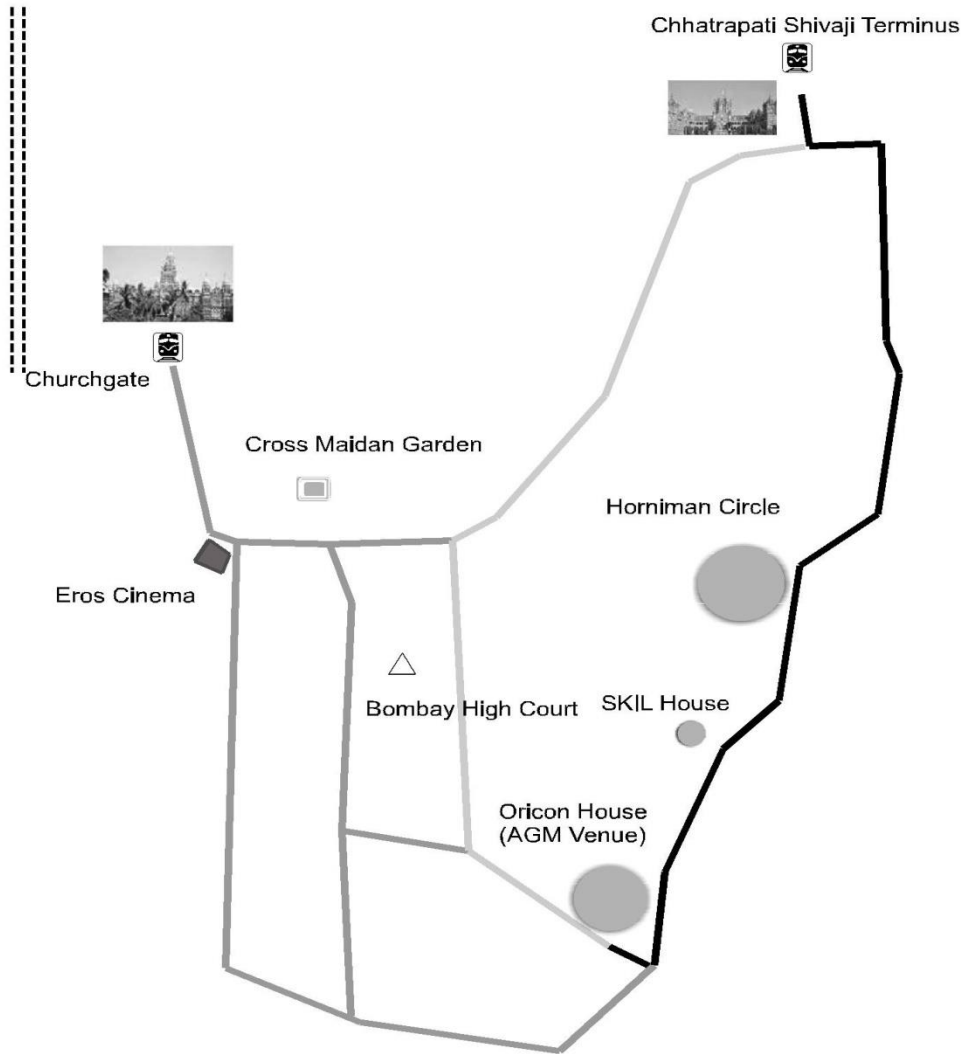 Chhatrapati Shivaji Terminus
Churchgate
Cross Maidan Garden
Horniman Circle
Eros Cinema
Bombay High Court
SKIL House
Oricon House
(AGM Venue)